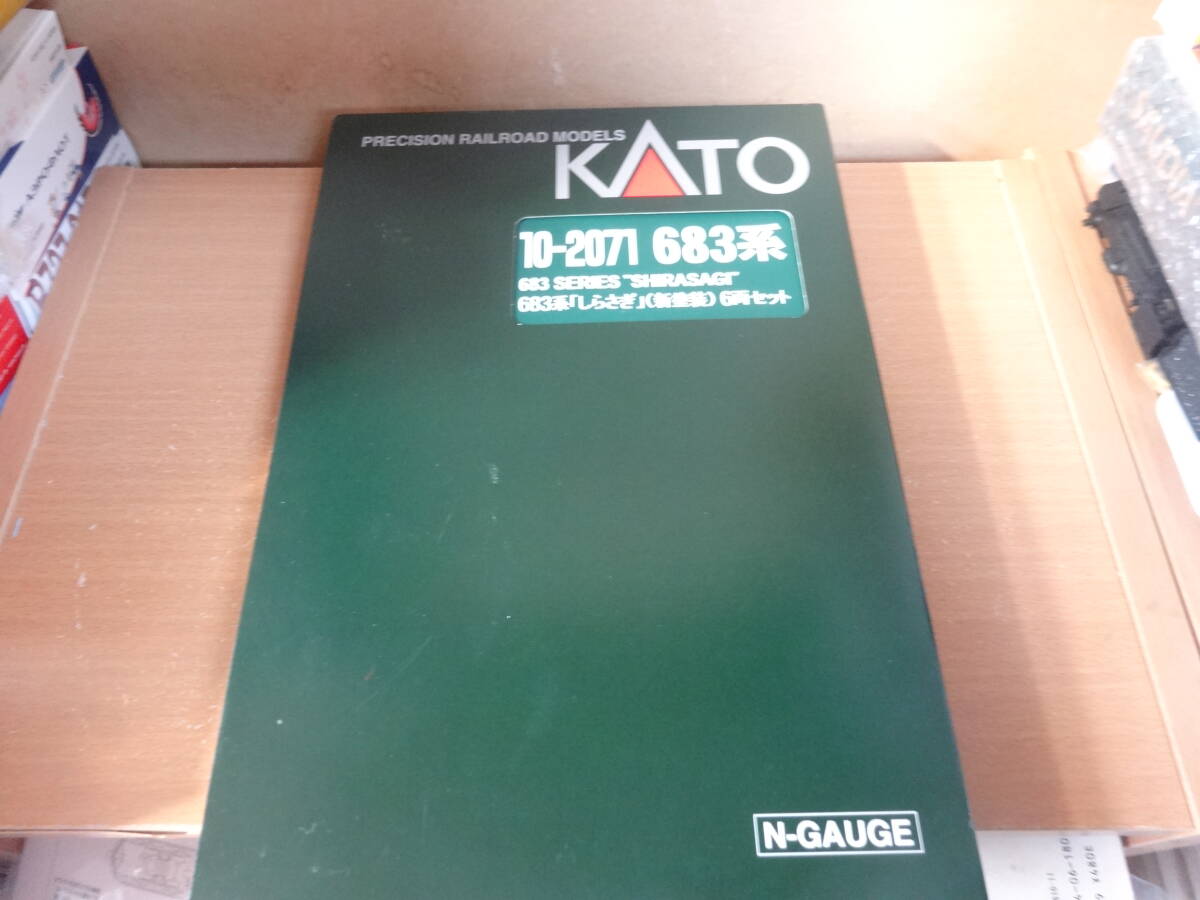 PRECISION RAILROAD MODELS
KATO
10-2071 683系
683 SERIES "SHIRASAGI"
683系「しらさぎ」(新塗装) 6両セット
N-GAUGE